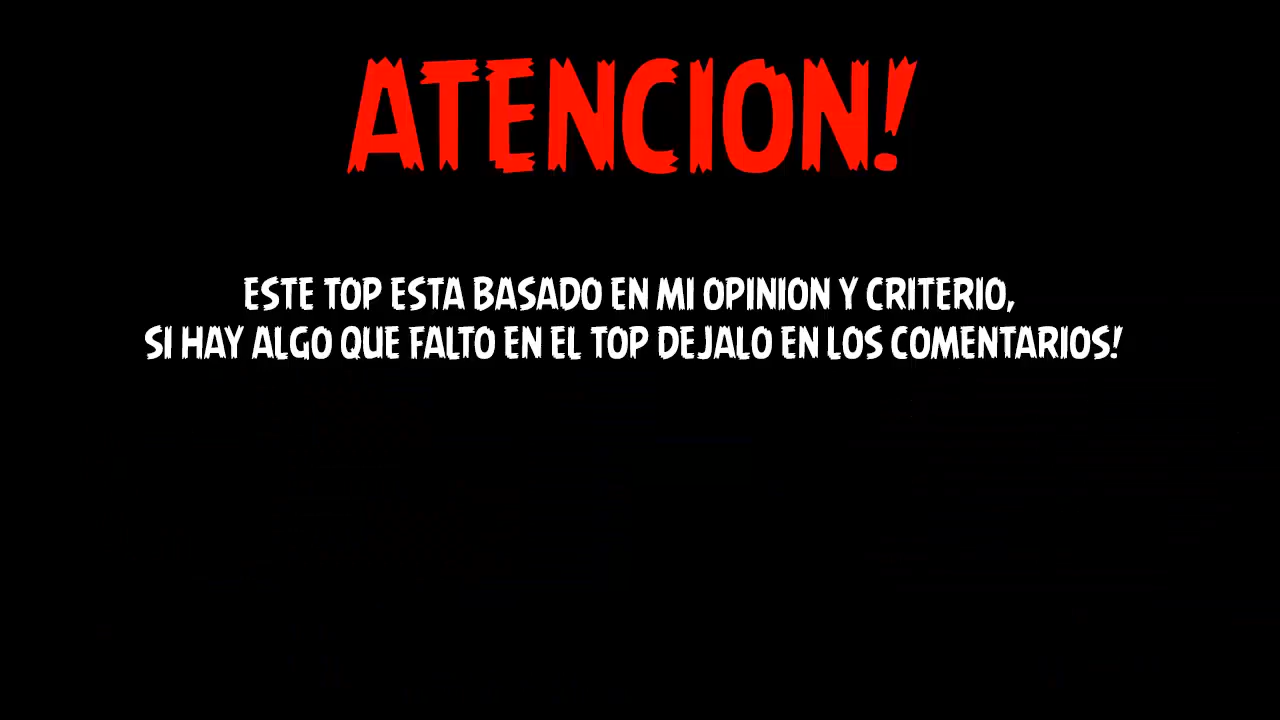 ATENCION!
ESTE TOP ESTA BASADO EN MI OPINION Y CRITERIO,
SI HAY ALGO QUE FALTO EN EL TOP DEJALO EN LOS COMENTARIOS!